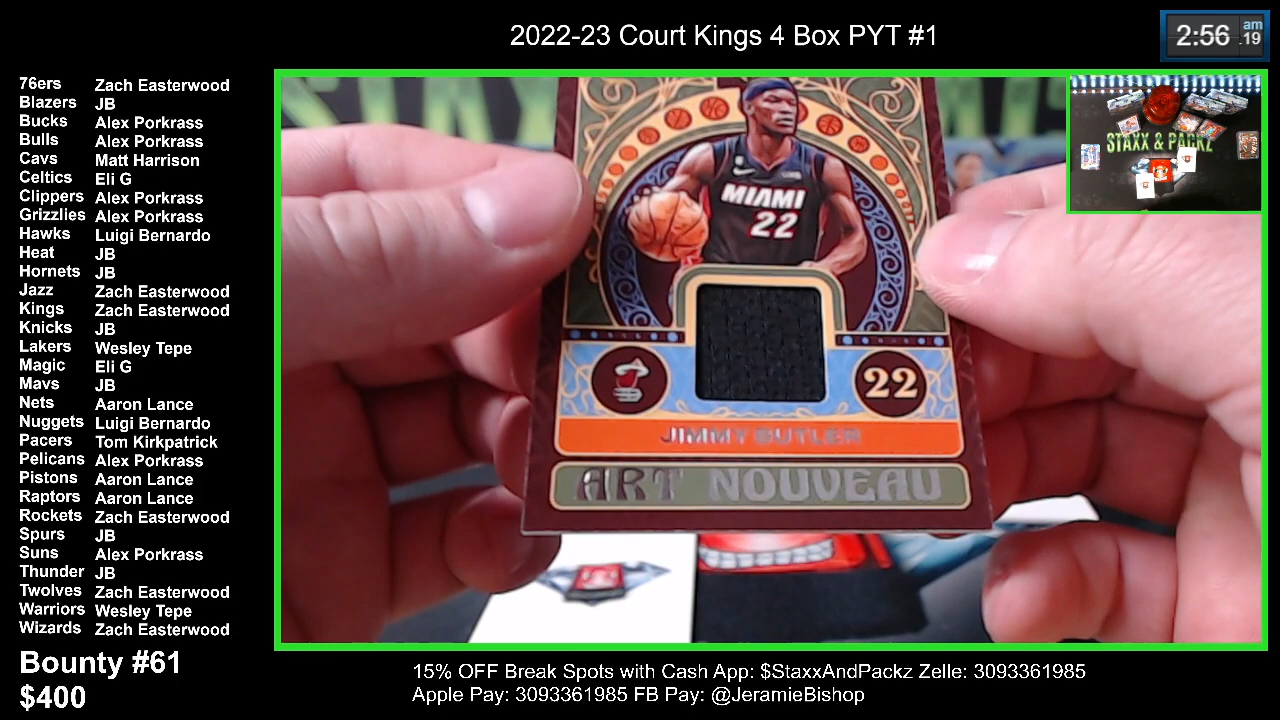 2022-23 Court Kings 4 Box PYT #1
2:56 am .19
76ers Zach Easterwood
Blazers JB
Bucks Alex Porkrass
Bulls Alex Porkrass
Cavs Matt Harrison
Celtics Eli G
Clippers Alex Porkrass
Grizzlies Alex Porkrass
Hawks Luigi Bernardo
Heat JB
Hornets JB
Jazz Zach Easterwood
Kings Zach Easterwood
Knicks JB
Lakers Wesley Tepe
Magic Eli G
Mavs JB
Nets Aaron Lance
Nuggets Luigi Bernardo
Pacers Tom Kirkpatrick
Pelicans Alex Porkrass
Pistons Aaron Lance
Raptors Aaron Lance
Rockets Zach Easterwood
Spurs JB
Suns Alex Porkrass
Thunder JB
Twolves Zach Easterwood
Warriors Wesley Tepe
Wizards Zach Easterwood
Bounty #61
$400
MIAMI
22
22
JIMMY BUTLER
ART NOUVEAU
STAXX & PACKZ
15% OFF Break Spots with Cash App: $StaxxAndPackz Zelle: 3093361985
Apple Pay: 3093361985 FB Pay: @JeramieBishop